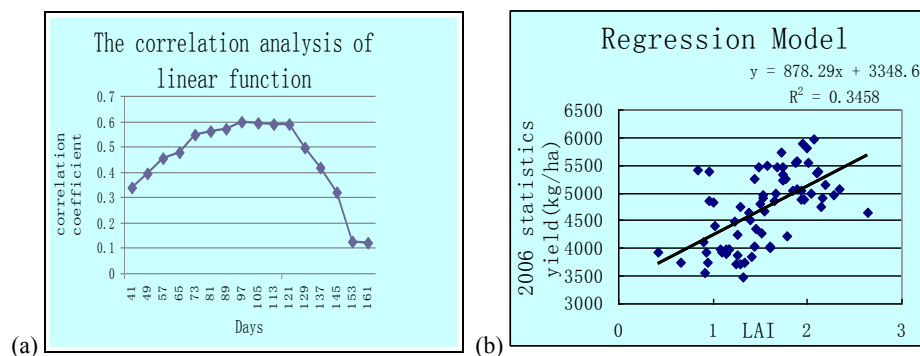 The correlation analysis of
linear function
correlation
coefficient
0.7
0.6
0.5
0.4
0.3
0.2
0.1
0
41
49
57
65
73
81
89
97
105
113
121
129
137
145
153
161
Days
(a)
Regression Model
y = 878.29x + 3348.6
R² = 0.3458
2006 statistics
yield(kg/ha)
6500
6000
5500
5000
4500
4000
3500
3000
0
1
LAI
2
3
(b)